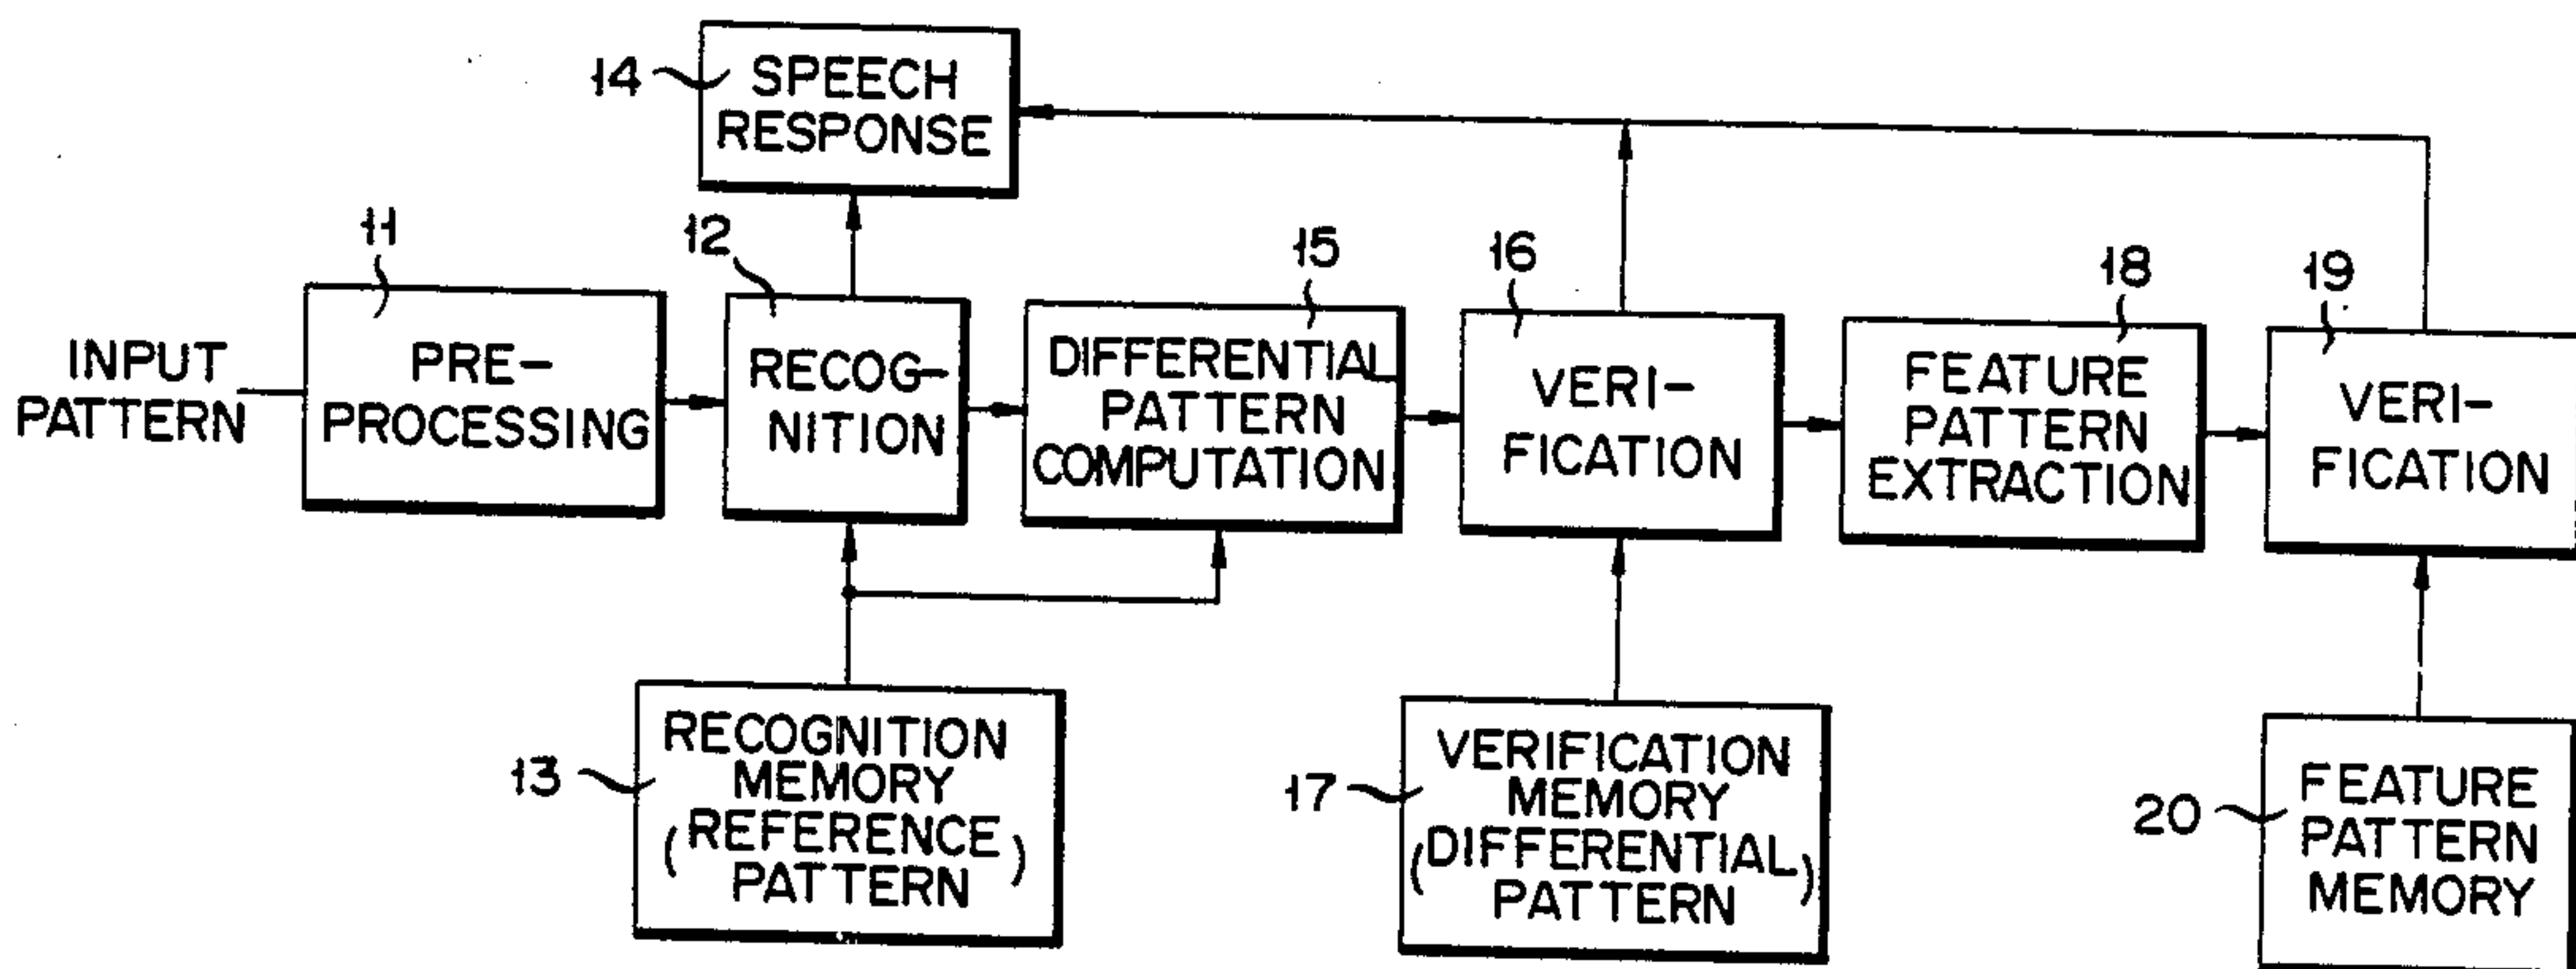 14
SPEECH
RESPONSE
11
12
15
16
18
19
INPUT
PATTERN
PRE-
PROCESSING
RECOG-
NITION
DIFFERENTIAL
PATTERN
COMPUTATION
VERI-
FICATION
FEATURE
PATTERN
EXTRACTION
VERI-
FICATION
13
RECOGNITION
MEMORY
(REFERENCE
PATTERN)
17
VERIFICATION
MEMORY
(DIFFERENTIAL
PATTERN)
20
FEATURE
PATTERN
MEMORY